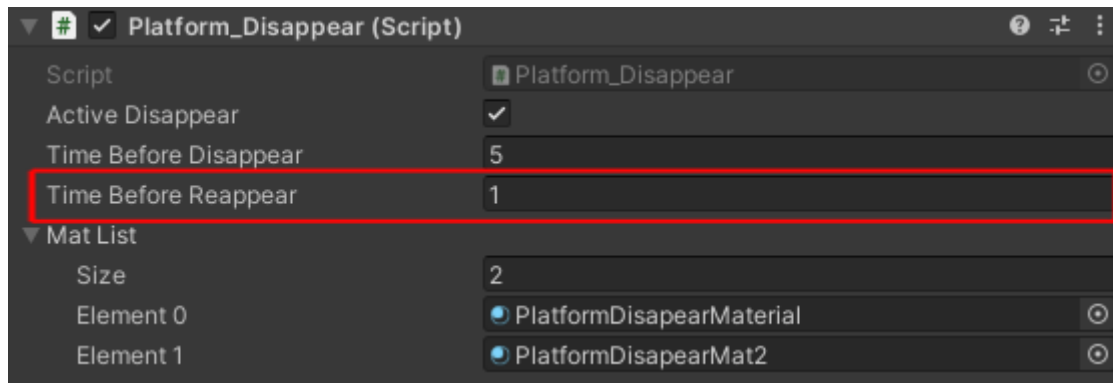 # Platform_Disappear (Script)
Script # Platform_Disappear
Active Disappear
Time Before Disappear 5
Time Before Reappear 1
Mat List
Size 2
Element 0 PlatformDisapearMaterial
Element 1 PlatformDisapearMat2